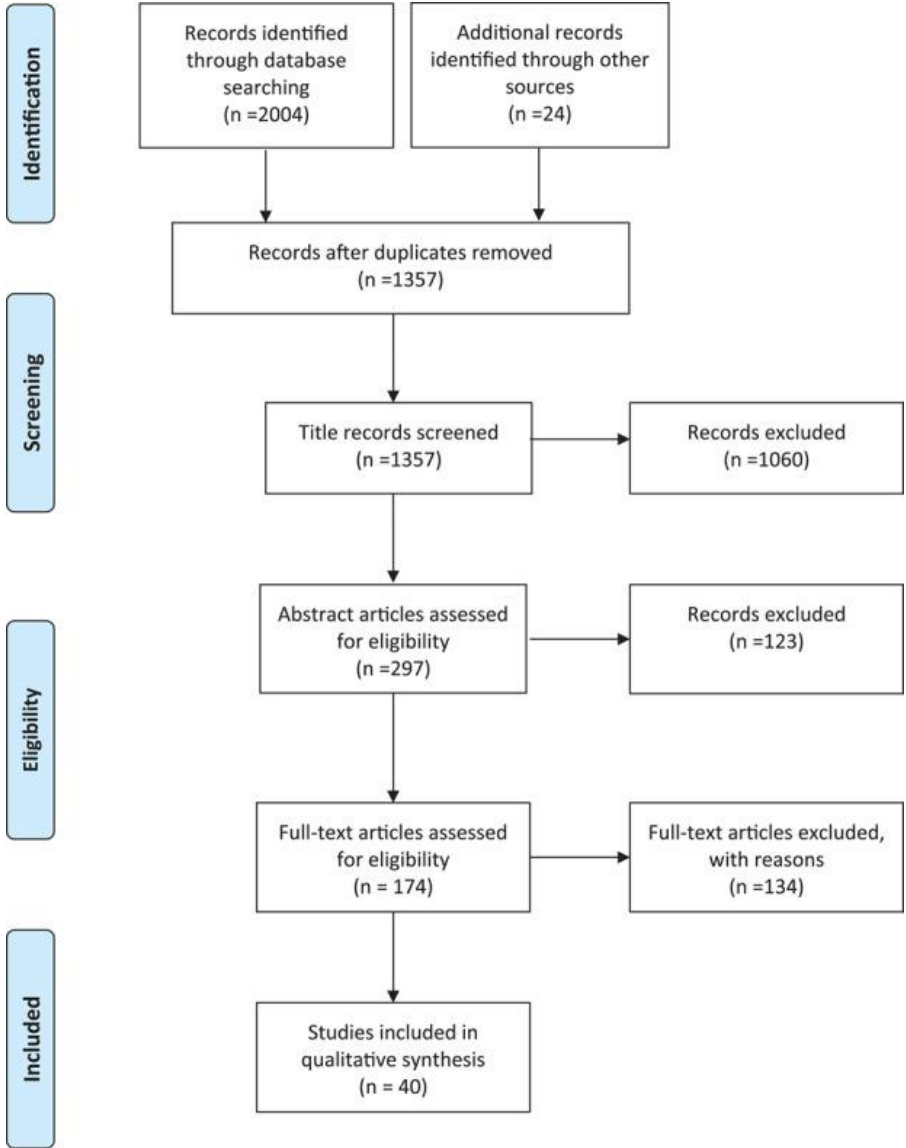 Identification
Records identified
through database
searching
(n =2004)
Additional records
identified through other
sources
(n =24)
Records after duplicates removed
(n =1357)
Screening
Title records screened
(n =1357)
Records excluded
(n =1060)
Eligibility
Abstract articles assessed
for eligibility
(n =297)
Records excluded
(n =123)
Full-text articles assessed
for eligibility
(n = 174)
Full-text articles excluded,
with reasons
(n =134)
Included
Studies included in
qualitative synthesis
(n = 40)